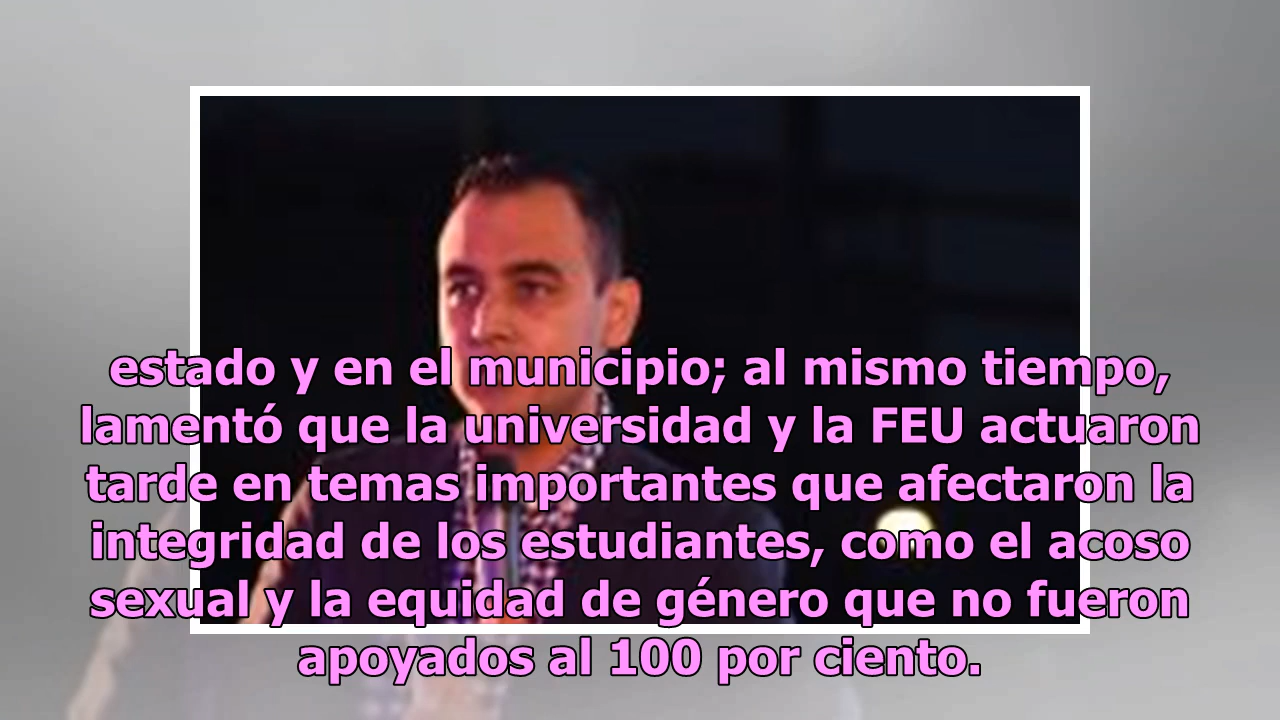 estado y en el municipio; al mismo tiempo,
lamentó que la universidad y la FEU actuaron
tarde en temas importantes que afectaron la
integridad de los estudiantes, como el acoso
sexual y la equidad de género que no fueron
apoyados al 100 por ciento.